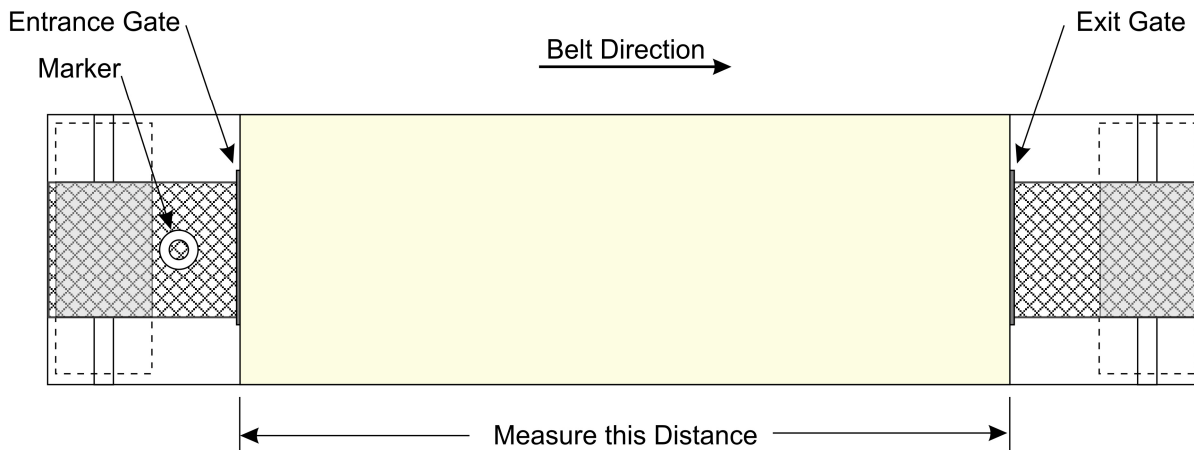 Entrance Gate
Exit Gate
Belt Direction
Marker
Measure this Distance